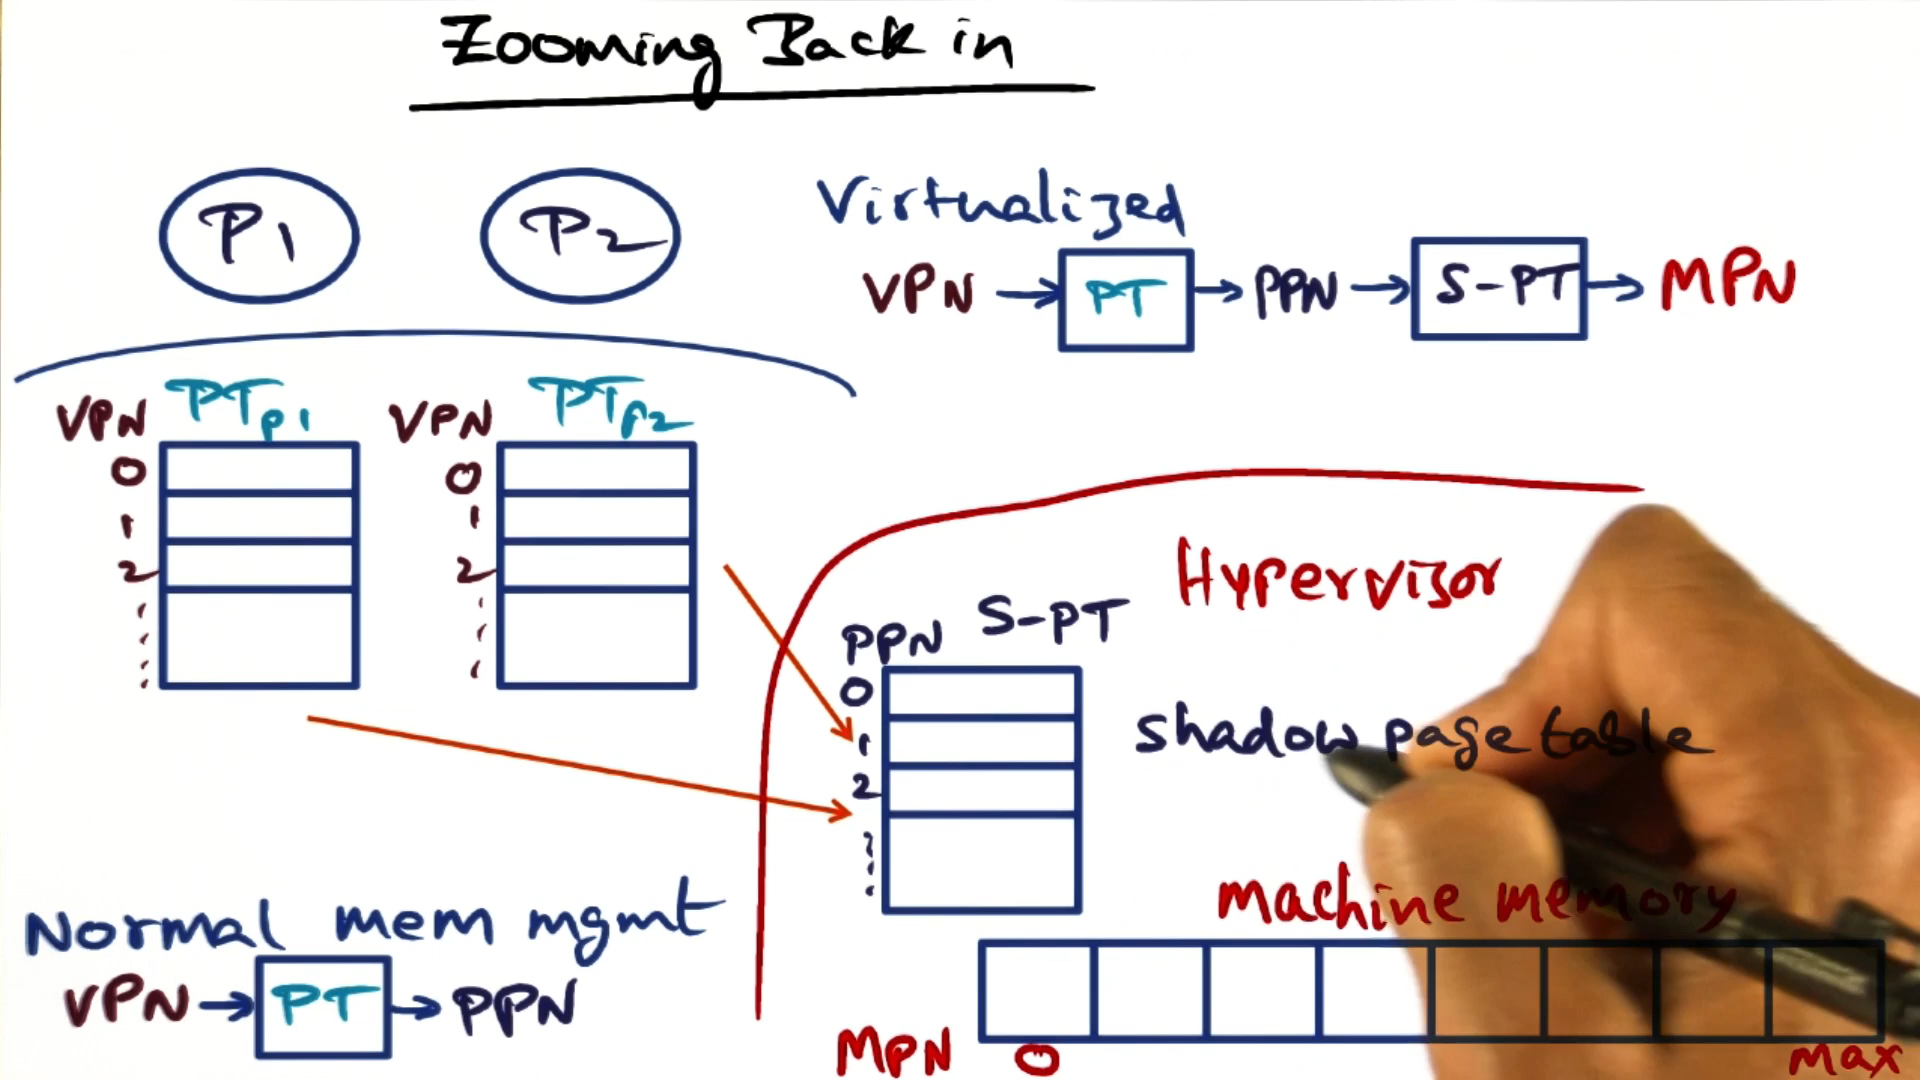 Zooming Back in
P1 P2
Virtualized
VPN → PT → PPN → S-PT → MPN
VPN PTP1 VPN PTP2
0 0
1 1
2 2
Hypervisor
PPN S-PT
0
1
2
shadow page table
machine memory
Normal mem mgmt
VPN → PT → PPN
MPN 0 max